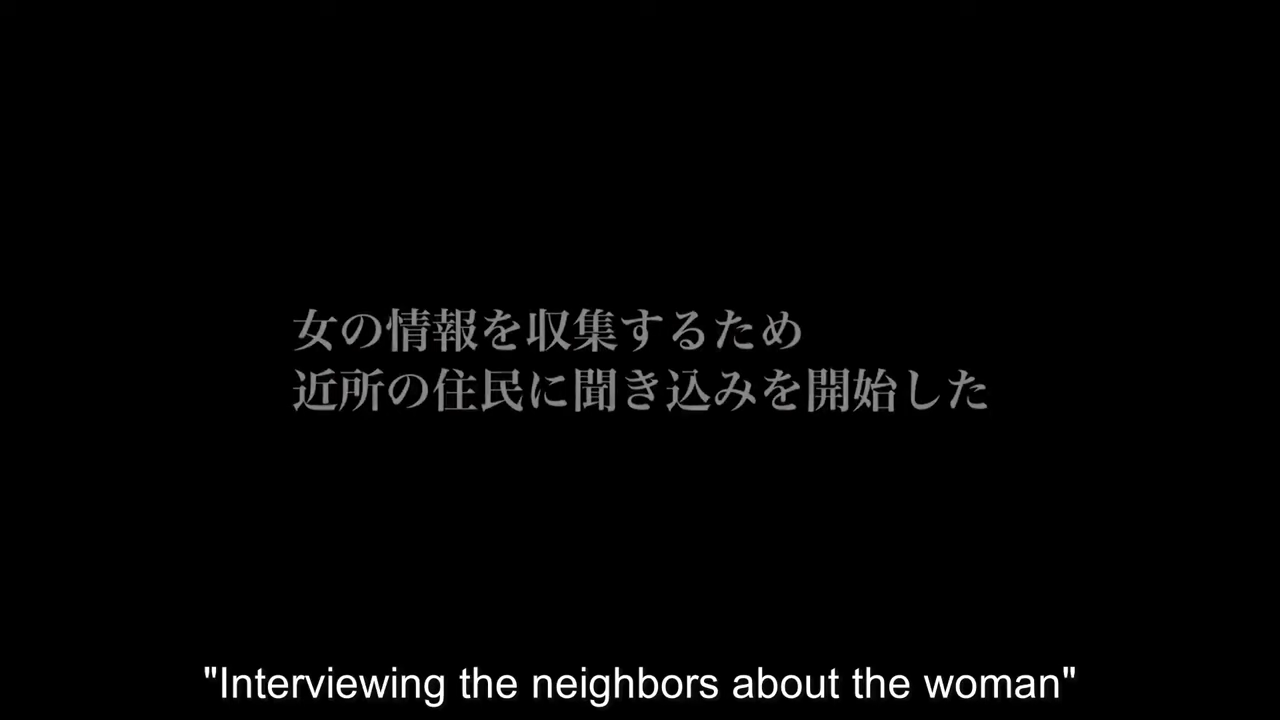 女の情報を収集するため
近所の住民に聞き込みを開始した
"Interviewing the neighbors about the woman"